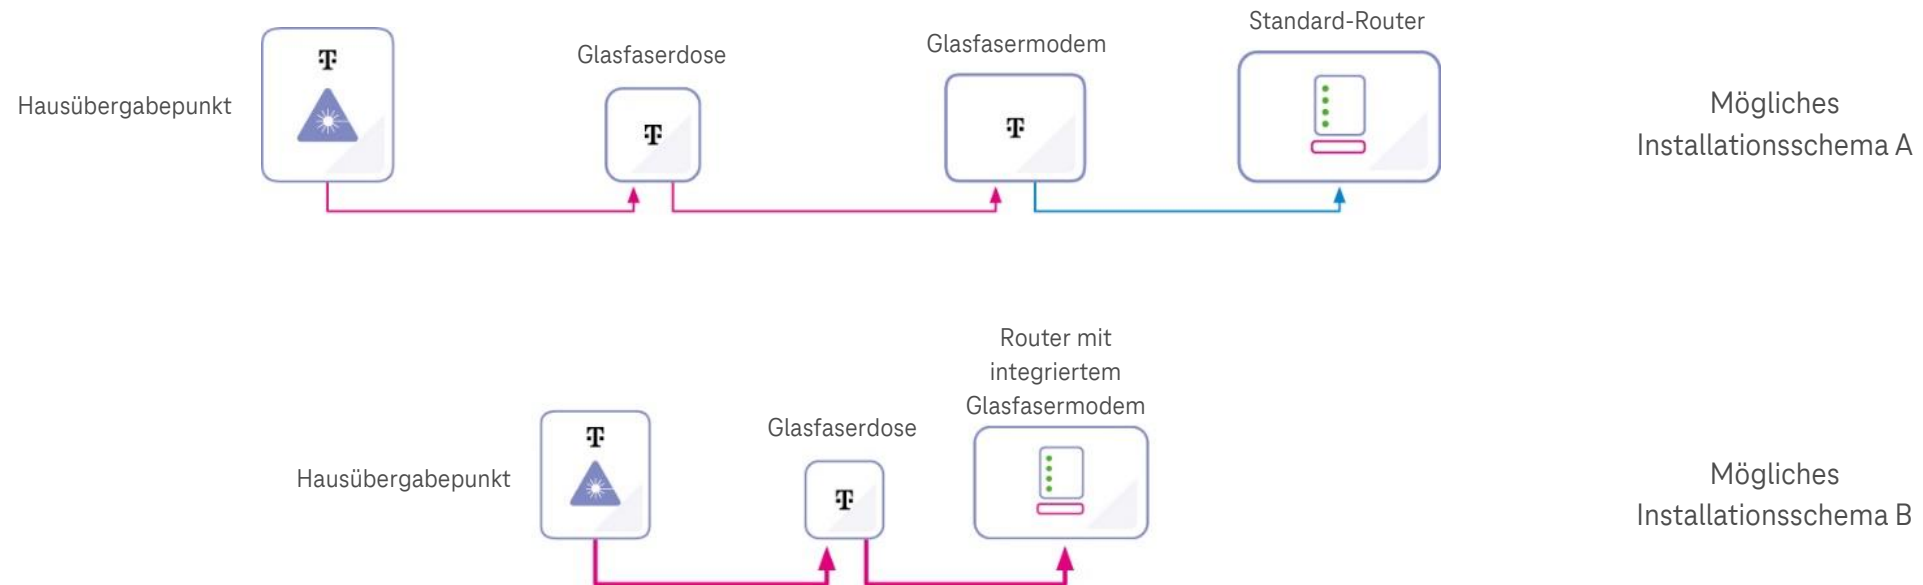 Standard-Router
Glasfasermodem
Glasfaserdose
Hausübergabepunkt
T
T
T
Mögliches
Installationsschema A
Router mit
integriertem
Glasfasermodem
Glasfaserdose
Hausübergabepunkt
T
T
Mögliches
Installationsschema B